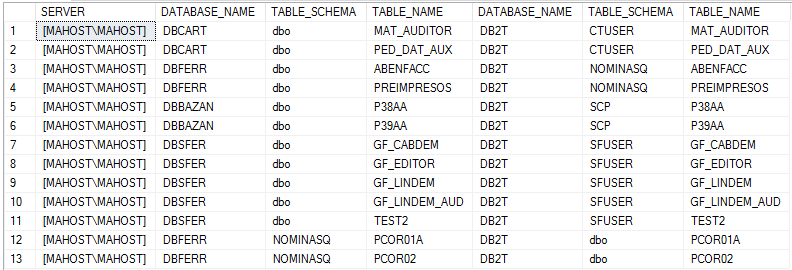 SERVER DATABASE_NAME TABLE_SCHEMA TABLE_NAME DATABASE_NAME TABLE_SCHEMA TABLE_NAME
1 [MAHOST\MAHOST] DBCART dbo MAT_AUDITOR DB2T CTUSER MAT_AUDITOR
2 [MAHOST\MAHOST] DBCART dbo PED_DAT_AUX DB2T CTUSER PED_DAT_AUX
3 [MAHOST\MAHOST] DBFERR dbo ABENFACC DB2T NOMINASQ ABENFACC
4 [MAHOST\MAHOST] DBFERR dbo PREIMPRESOS DB2T NOMINASQ PREIMPRESOS
5 [MAHOST\MAHOST] DBBAZAN dbo P38AA DB2T SCP P38AA
6 [MAHOST\MAHOST] DBBAZAN dbo P39AA DB2T SCP P39AA
7 [MAHOST\MAHOST] DBSFER dbo GF_CABDEM DB2T SFUSER GF_CABDEM
8 [MAHOST\MAHOST] DBSFER dbo GF_EDITOR DB2T SFUSER GF_EDITOR
9 [MAHOST\MAHOST] DBSFER dbo GF_LINDEM DB2T SFUSER GF_LINDEM
10 [MAHOST\MAHOST] DBSFER dbo GF_LINDEM_AUD DB2T SFUSER GF_LINDEM_AUD
11 [MAHOST\MAHOST] DBSFER dbo TEST2 DB2T SFUSER TEST2
12 [MAHOST\MAHOST] DBFERR NOMINASQ PCOR01A DB2T dbo PCOR01A
13 [MAHOST\MAHOST] DBFERR NOMINASQ PCOR02 DB2T dbo PCOR02